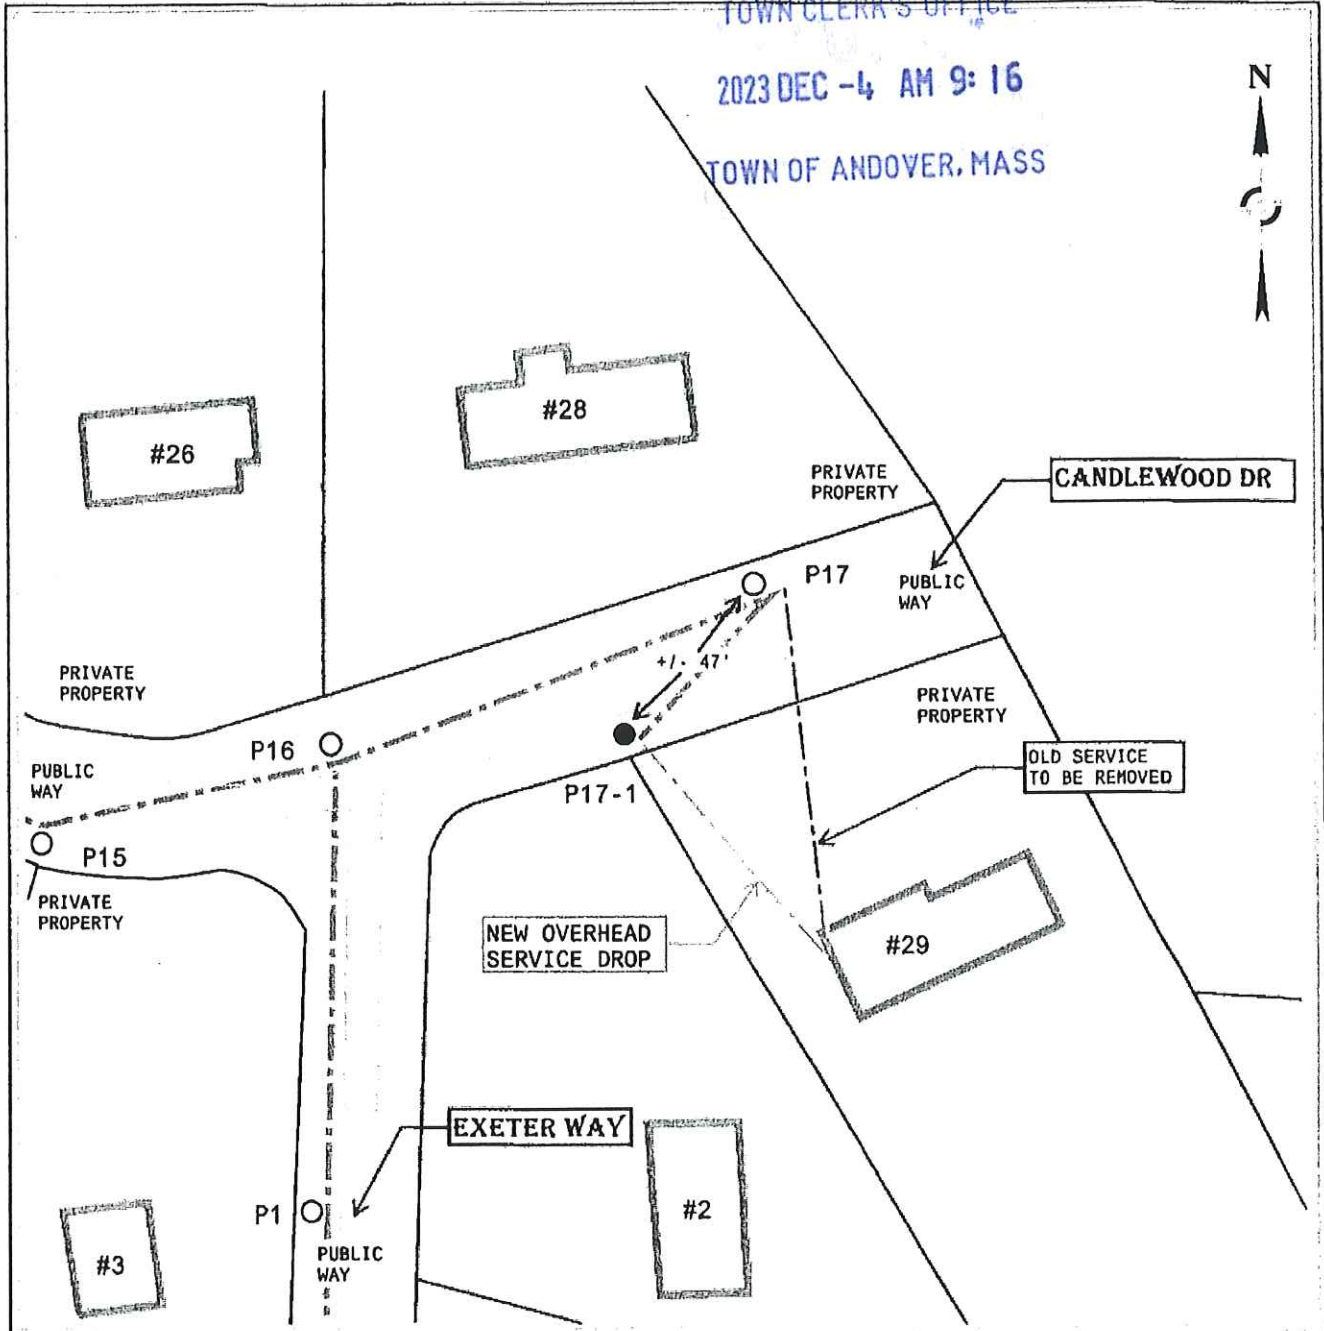 TOWN CLERK'S OFFICE
2023 DEC -4 AM 9:16
TOWN OF ANDOVER, MASS
N
#28
#26
PRIVATE
PROPERTY
CANDLEWOOD DR
P17
PUBLIC
WAY
+/- 47'
PRIVATE
PROPERTY
PRIVATE
PROPERTY
P16
PUBLIC
WAY
OLD SERVICE
TO BE REMOVED
P17-1
P15
PRIVATE
PROPERTY
NEW OVERHEAD
SERVICE DROP
#29
EXETER WAY
P1
#2
PUBLIC
WAY
#3